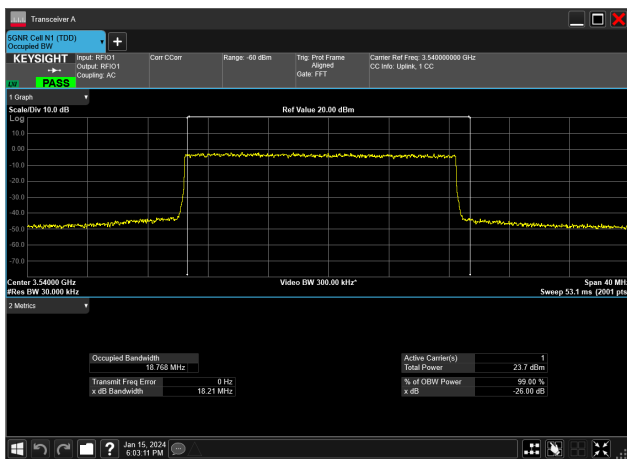 Transceiver A
5GNR Cell N1 (TDD)
Occupied BW
+
KEYSIGHT
LXI
PASS
Input: RFIO1
Output: RFIO1
Coupling: AC
Corr CCorr
Range: -60 dBm
Trig: Prot Frame
Aligned
Gate: FFT
Carrier Ref Freq: 3.540000000 GHz
CC Info: Uplink, 1 CC
1 Graph
Scale/Div 10.0 dB
Ref Value 20.00 dBm
Log
10.0
0.00
-10.0
-20.0
-30.0
-40.0
-50.0
-60.0
-70.0
Center 3.54000 GHz
#Res BW 30.000 kHz
Video BW 300.00 kHz*
Span 40 MH
Sweep 53.1 ms (2001 pts
2 Metrics
Occupied Bandwidth
18.768 MHz
Transmit Freq Error 0 Hz
x dB Bandwidth 18.21 MHz
Active Carrier(s) 1
Total Power 23.7 dBm
% of OBW Power 99.00 %
x dB -26.00 dB
?
Jan 15, 2024
6:03:11 PM